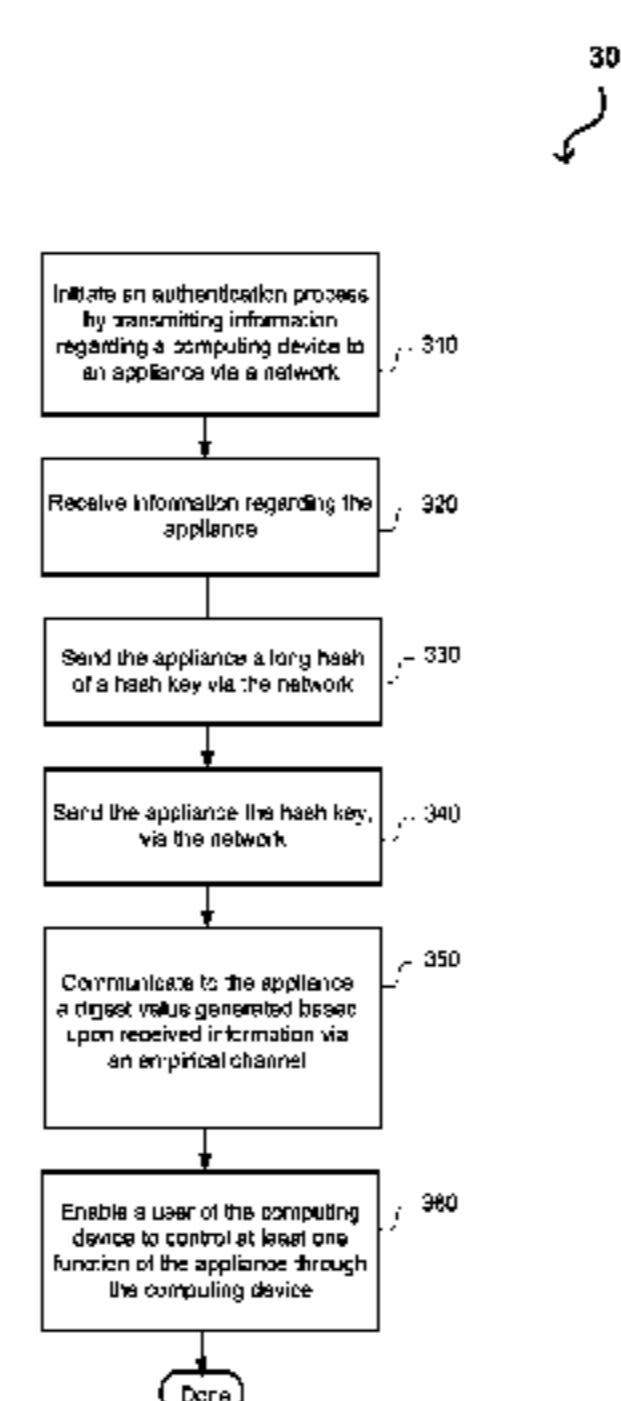 30
Initiate an authentication process
by transmitting information
regarding a computing device to
an appliance via a network
310
Receive information regarding the
appliance
320
Send the appliance a long hash
of a hash key via the network
330
Send the appliance the hash key,
via the network
340
Communicate to the appliance
a digest value generated based
upon received information via
an empirical channel
350
Enable a user of the computing
device to control at least one
function of the appliance through
the computing device
360
Done